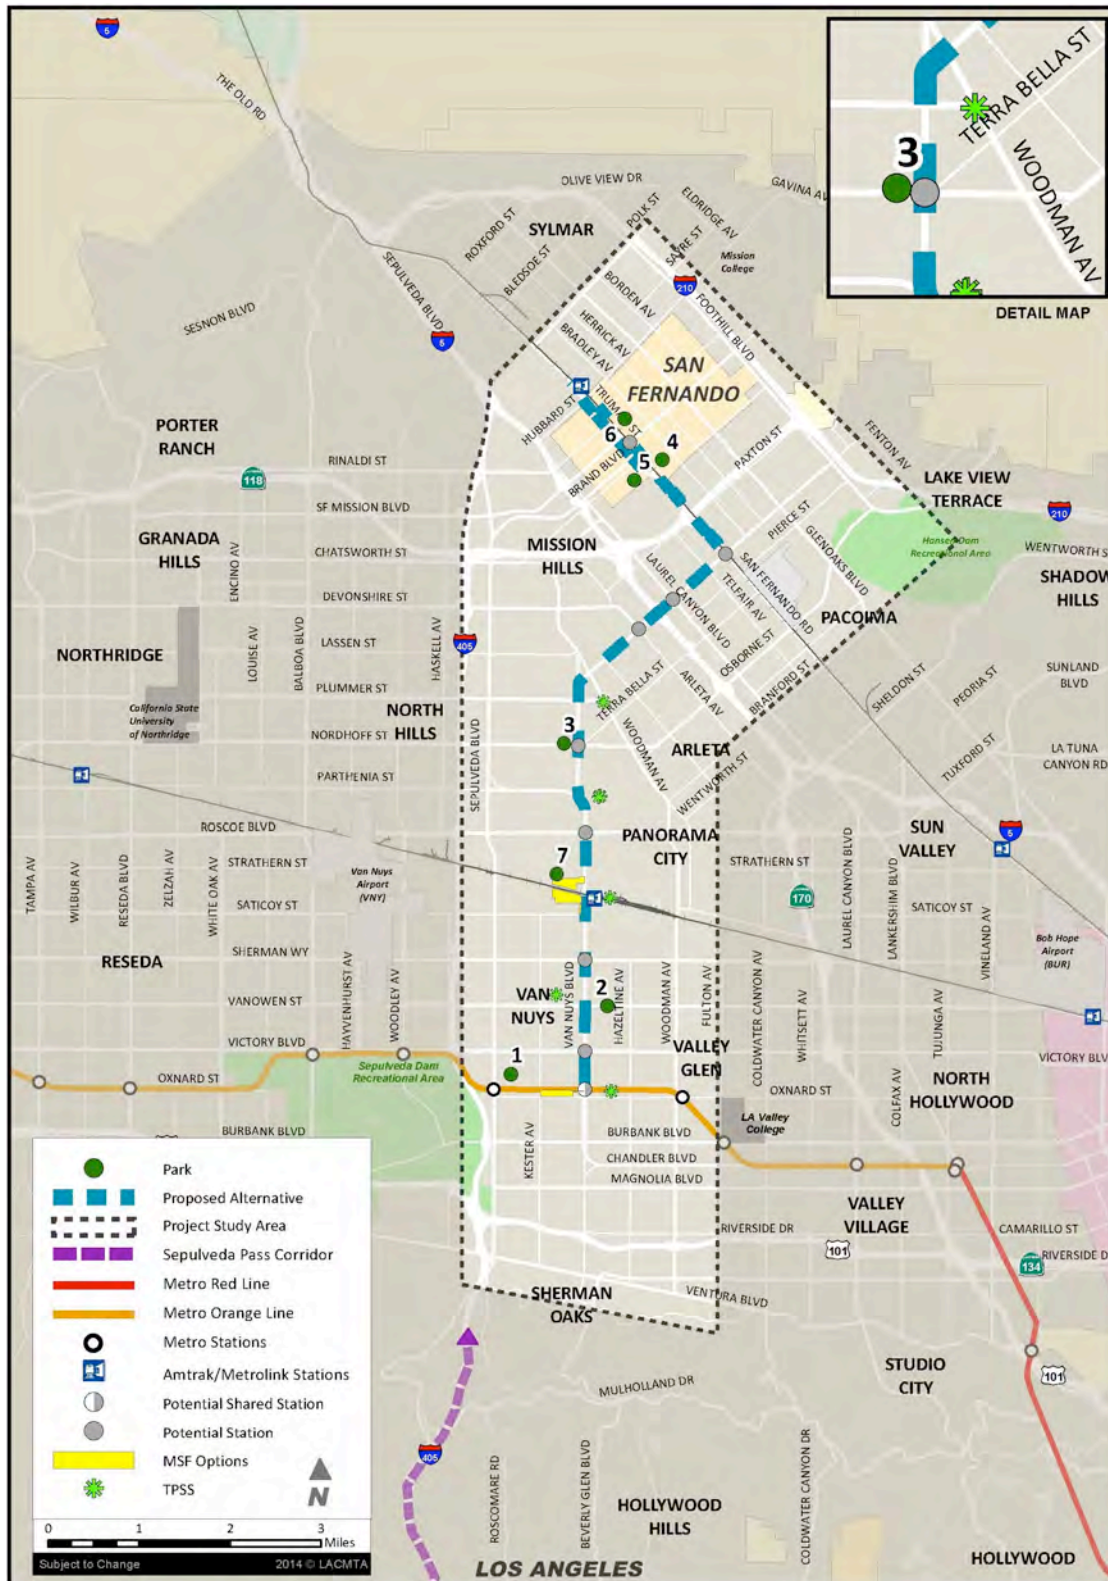 5
THE OLD RD
TERRA BELLA ST
3
WOODMAN AV
DETAIL MAP
OLIVE VIEW DR
GAVINA AV
POLK ST
ELDRIDGE AV
SAYRE ST
Mission
College
ROXFORD ST
SYLMAR
BLEDSOE ST
SEPULVEDA BLVD
BORDEN AV
210
FOOTHILL BLVD
SESNON BLVD
5
HERRICK AV
BRADLEY AV
SAN
FERNANDO
HUBBARD ST
TRUMAN ST
PORTER
RANCH
6
4
5
BRAND BLVD
PAXTON ST
FENTON AV
RINALDI ST
118
LAKE VIEW
TERRACE
SF MISSION BLVD
210
PIERCE ST
GLENOAKS BLVD
GRANADA
HILLS
MISSION
HILLS
Hansen Dam
Recreational Area
CHATSWORTH ST
WENTWORTH S
ENCINO AV
LAUREL CANYON BLVD
TELFAIR AV
SAN FERNANDO RD
SHADOW
HILLS
DEVONSHIRE ST
PACOIMA
LOUISE AV
BALBOA BLVD
HASKELL AV
405
LASSEN ST
OSBORNE ST
NORTHRIDGE
BRANFORD ST
SHELDON ST
PEORIA ST
SUNLAND
BLVD
PLUMMER ST
TERRA BELLA ST
ARLETA AV
California State
University
of Northridge
NORTH
HILLS
3
WOODMAN AV
ARLETA
NORDHOFF ST
TUXFORD ST
LA TUNA
CANYON RD
PARTHENIA ST
SEPULVEDA BLVD
WENTWORTH ST
ROSCOE BLVD
PANORAMA
CITY
SUN
VALLEY
5
TAMPA AV
WILBUR AV
RESEDA BLVD
ZELZAH AV
WHITE OAK AV
STRATHERN ST
Van Nuys
Airport
(VNY)
7
STRATHERN ST
170
LAUREL CANYON BLVD
LANKERSHIM BLVD
SATICOY ST
SATICOY ST
VINELAND AV
Bob Hope
Airport
(BUR)
RESEDA
SHERMAN WY
HAYVENHURST AV
WOODLEY AV
VAN
NUYS
VAN NUYS BLVD
2
HAZELTINE AV
WOODMAN AV
FULTON AV
COLDWATER CANYON AV
WHITSETT AV
TUJUNGA AV
VANOWEN ST
VICTORY BLVD
VALLEY
GLEN
VICTORY BLV
1
Sepulveda Dam
Recreational Area
OXNARD ST
OXNARD ST
COLFAX AV
NORTH
HOLLYWOOD
LA Valley
College
BURBANK BLVD
KESTER AV
BURBANK BLVD
CHANDLER BLVD
MAGNOLIA BLVD
VALLEY
VILLAGE
RIVERSIDE DR
101
CAMARILLO ST
RIVERSIDE D
134
SHERMAN
OAKS
VENTURA BLVD
STUDIO
CITY
101
MULHOLLAND DR
405
ROSCOMARE RD
BEVERLY GLEN BLVD
COLDWATER CANYON DR
HOLLYWOOD
HILLS
HOLLYWOOD
LOS ANGELES
Park
Proposed Alternative
Project Study Area
Sepulveda Pass Corridor
Metro Red Line
Metro Orange Line
Metro Stations
Amtrak/Metrolink Stations
Potential Shared Station
Potential Station
MSF Options
TPSS
N
0 1 2 3
Miles
Subject to Change
2014 © LACMTA